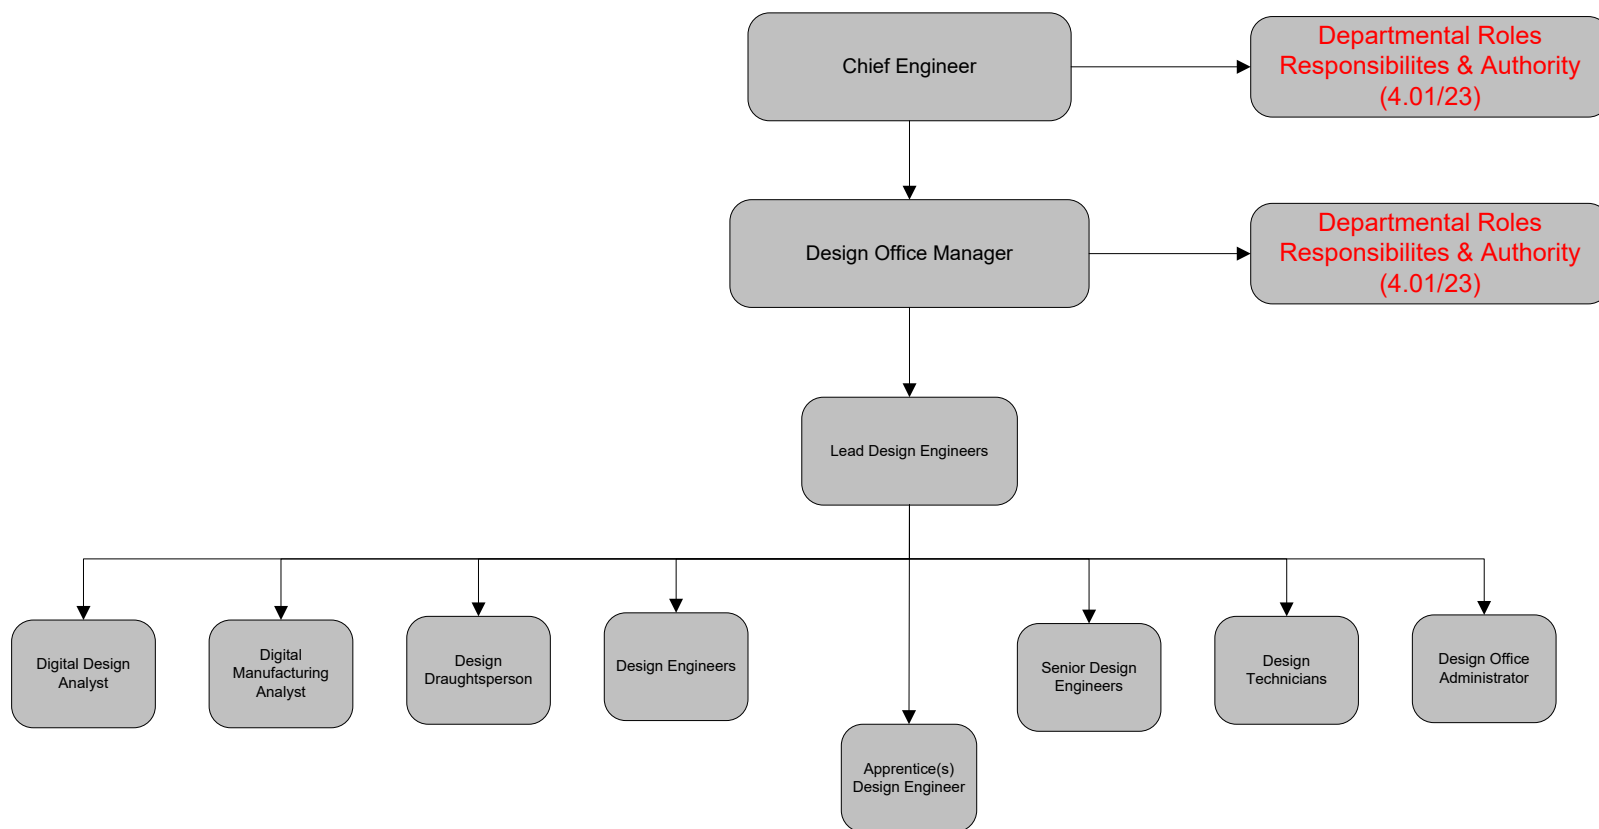 Chief Engineer
Departmental Roles
Responsibilites & Authority
(4.01/23)
Design Office Manager
Departmental Roles
Responsibilites & Authority
(4.01/23)
Lead Design Engineers
Digital Design
Analyst
Digital
Manufacturing
Analyst
Design
Draughtsperson
Design Engineers
Apprentice(s)
Design Engineer
Senior Design
Engineers
Design
Technicians
Design Office
Administrator